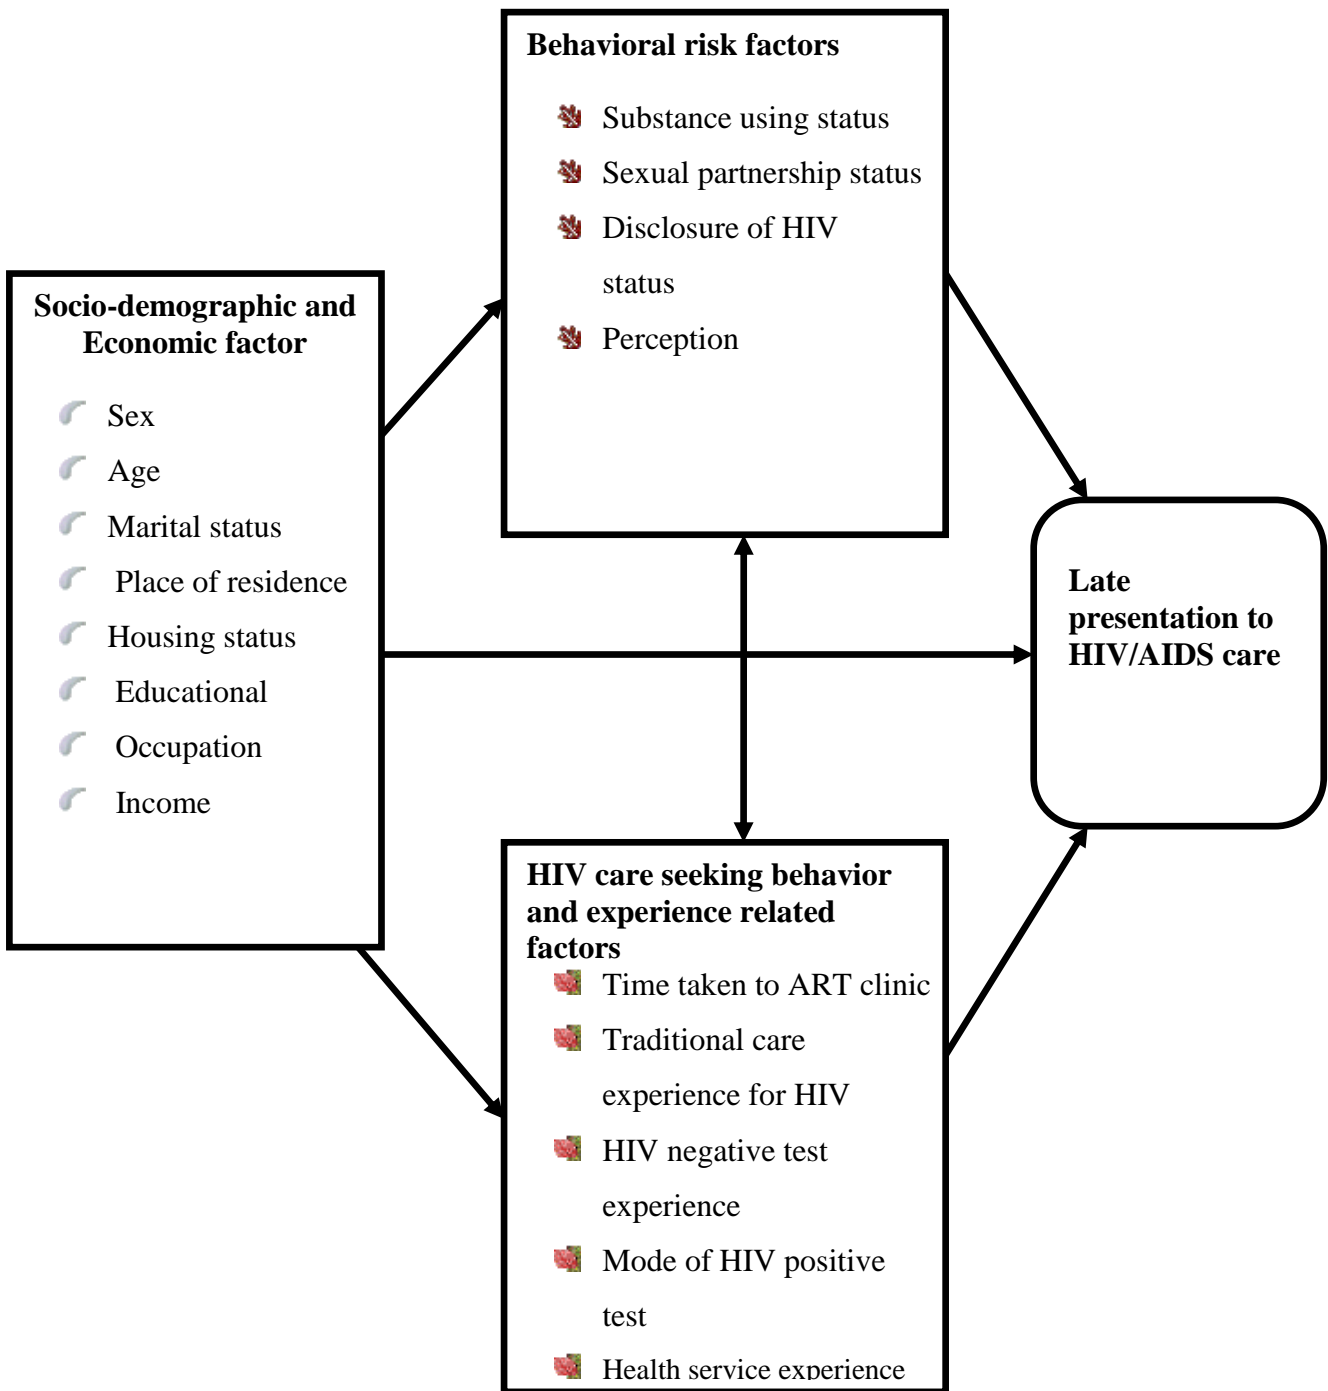 Behavioral risk factors
Substance using status
Sexual partnership status
Disclosure of HIV
status
Perception
Socio-demographic and
Economic factor
Sex
Age
Marital status
Place of residence
Housing status
Educational
Occupation
Income
Late
presentation to
HIV/AIDS care
HIV care seeking behavior
and experience related
factors
Time taken to ART clinic
Traditional care
experience for HIV
HIV negative test
experience
Mode of HIV positive
test
Health service experience